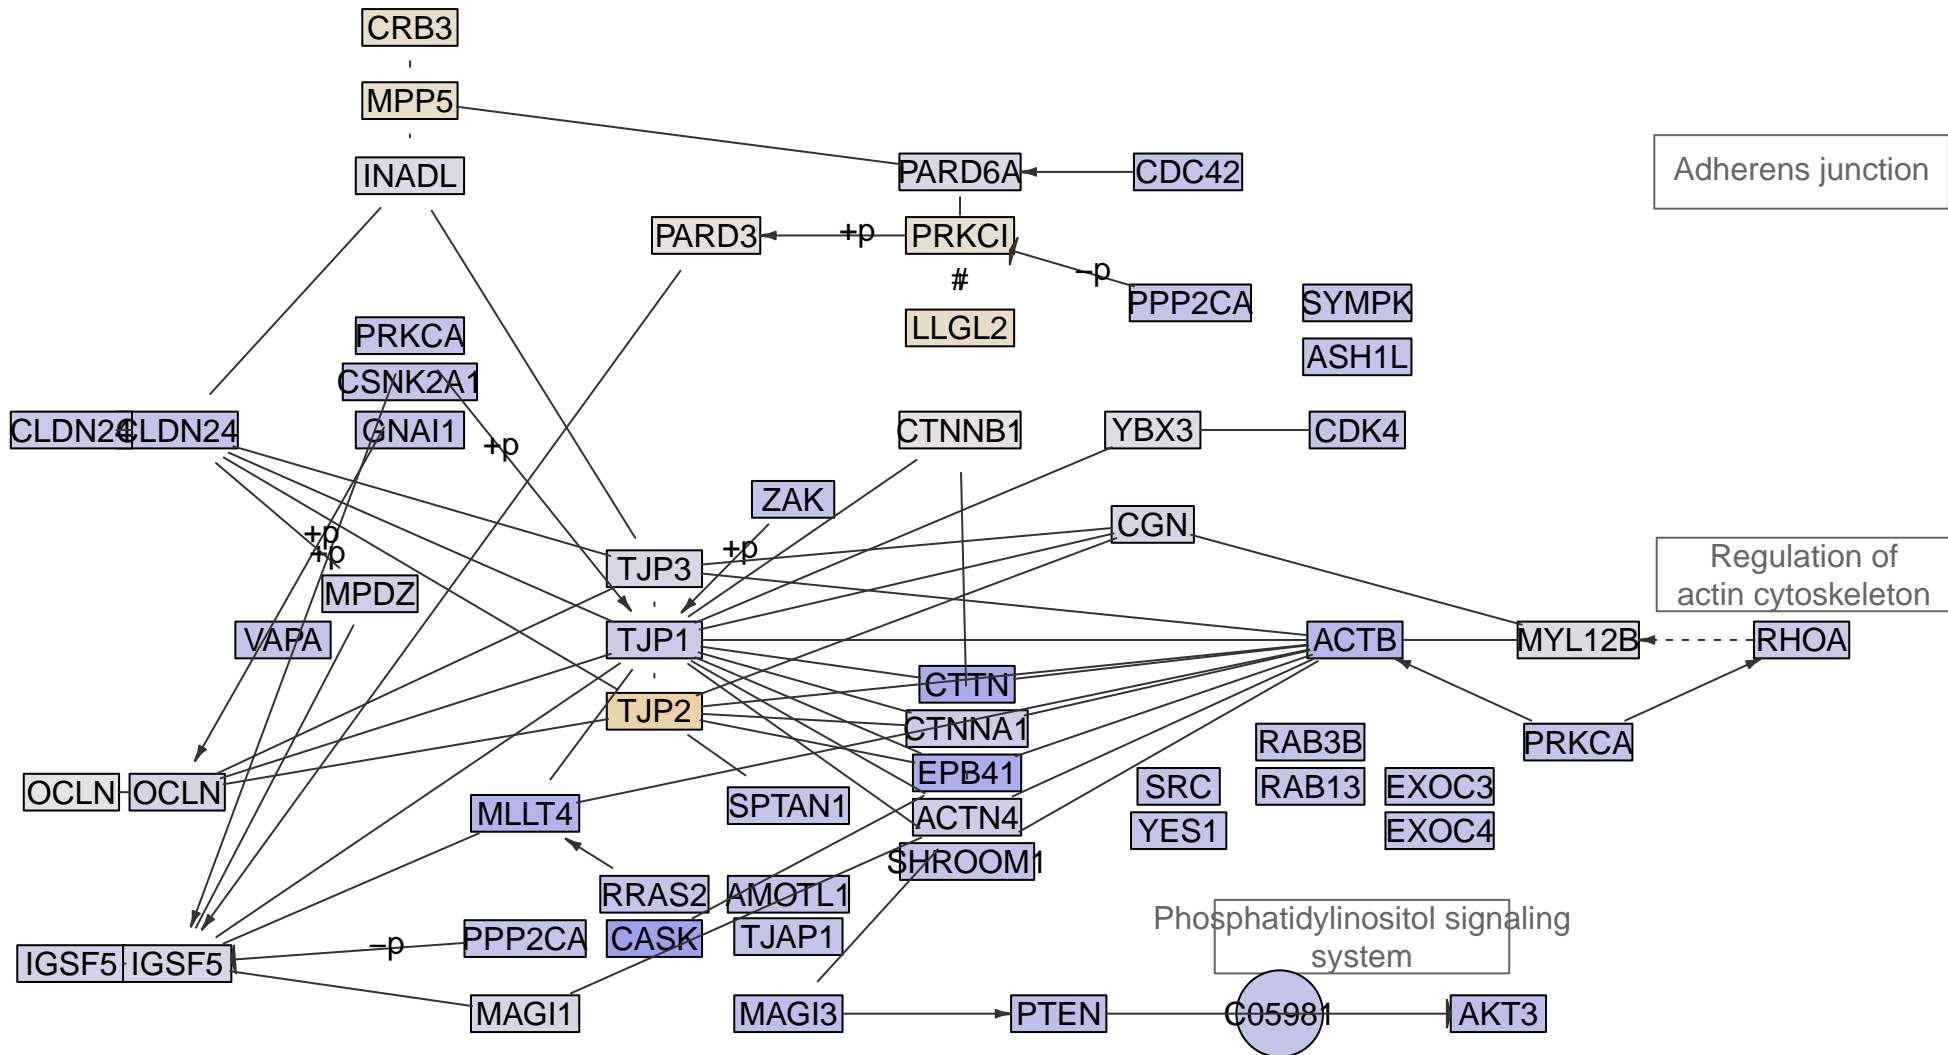 CRB3
MPP5
INADL
PARD6A
CDC42
Adherens junction
PARD3
+p
PRKCI
#
–p
PPP2CA
SYMPK
LLGL2
PRKCA
ASH1L
CSNK2A1
CLDN24
CLDN24
GNAI1
+p
CTNNB1
YBX3
CDK4
ZAK
CGN
+p
+p
+p
TJP3
MPDZ
Regulation of
actin cytoskeleton
VAPA
TJP1
ACTB
MYL12B
RHOA
CTTN
TJP2
CTNNA1
RAB3B
PRKCA
EPB41
OCLN
OCLN
SRC
RAB13
EXOC3
MLLT4
SPTAN1
ACTN4
YES1
EXOC4
SHROOM1
RRAS2
AMOTL1
Phosphatidylinositol signaling
system
PPP2CA
–p
CASK
TJAP1
IGSF5
IGSF5
MAGI1
MAGI3
PTEN
C05981
AKT3